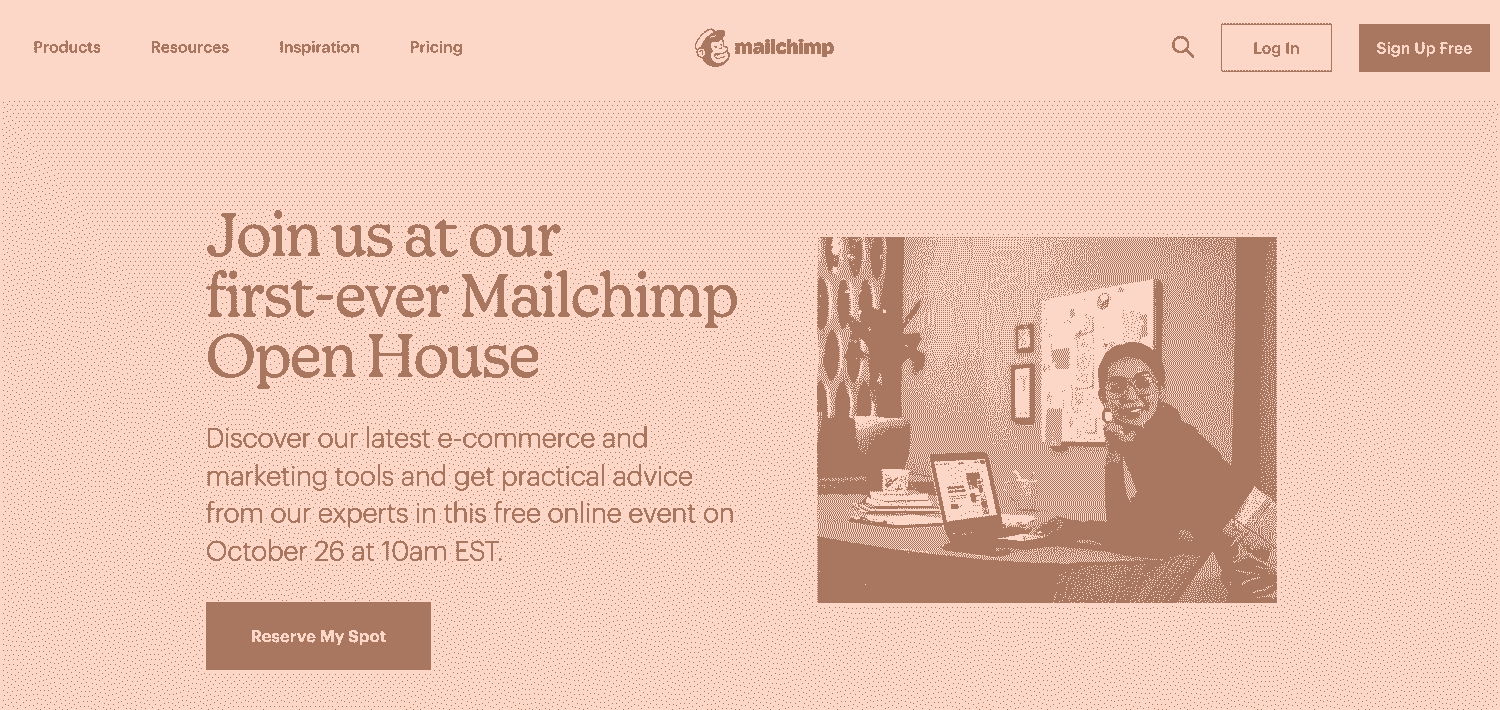 Products
Resources
Inspiration
Pricing
mailchimp
Log In
Sign Up Free
Join us at our
first-ever Mailchimp
Open House
Discover our latest e-commerce and
marketing tools and get practical advice
from our experts in this free online event on
October 26 at 10am EST.
Reserve My Spot